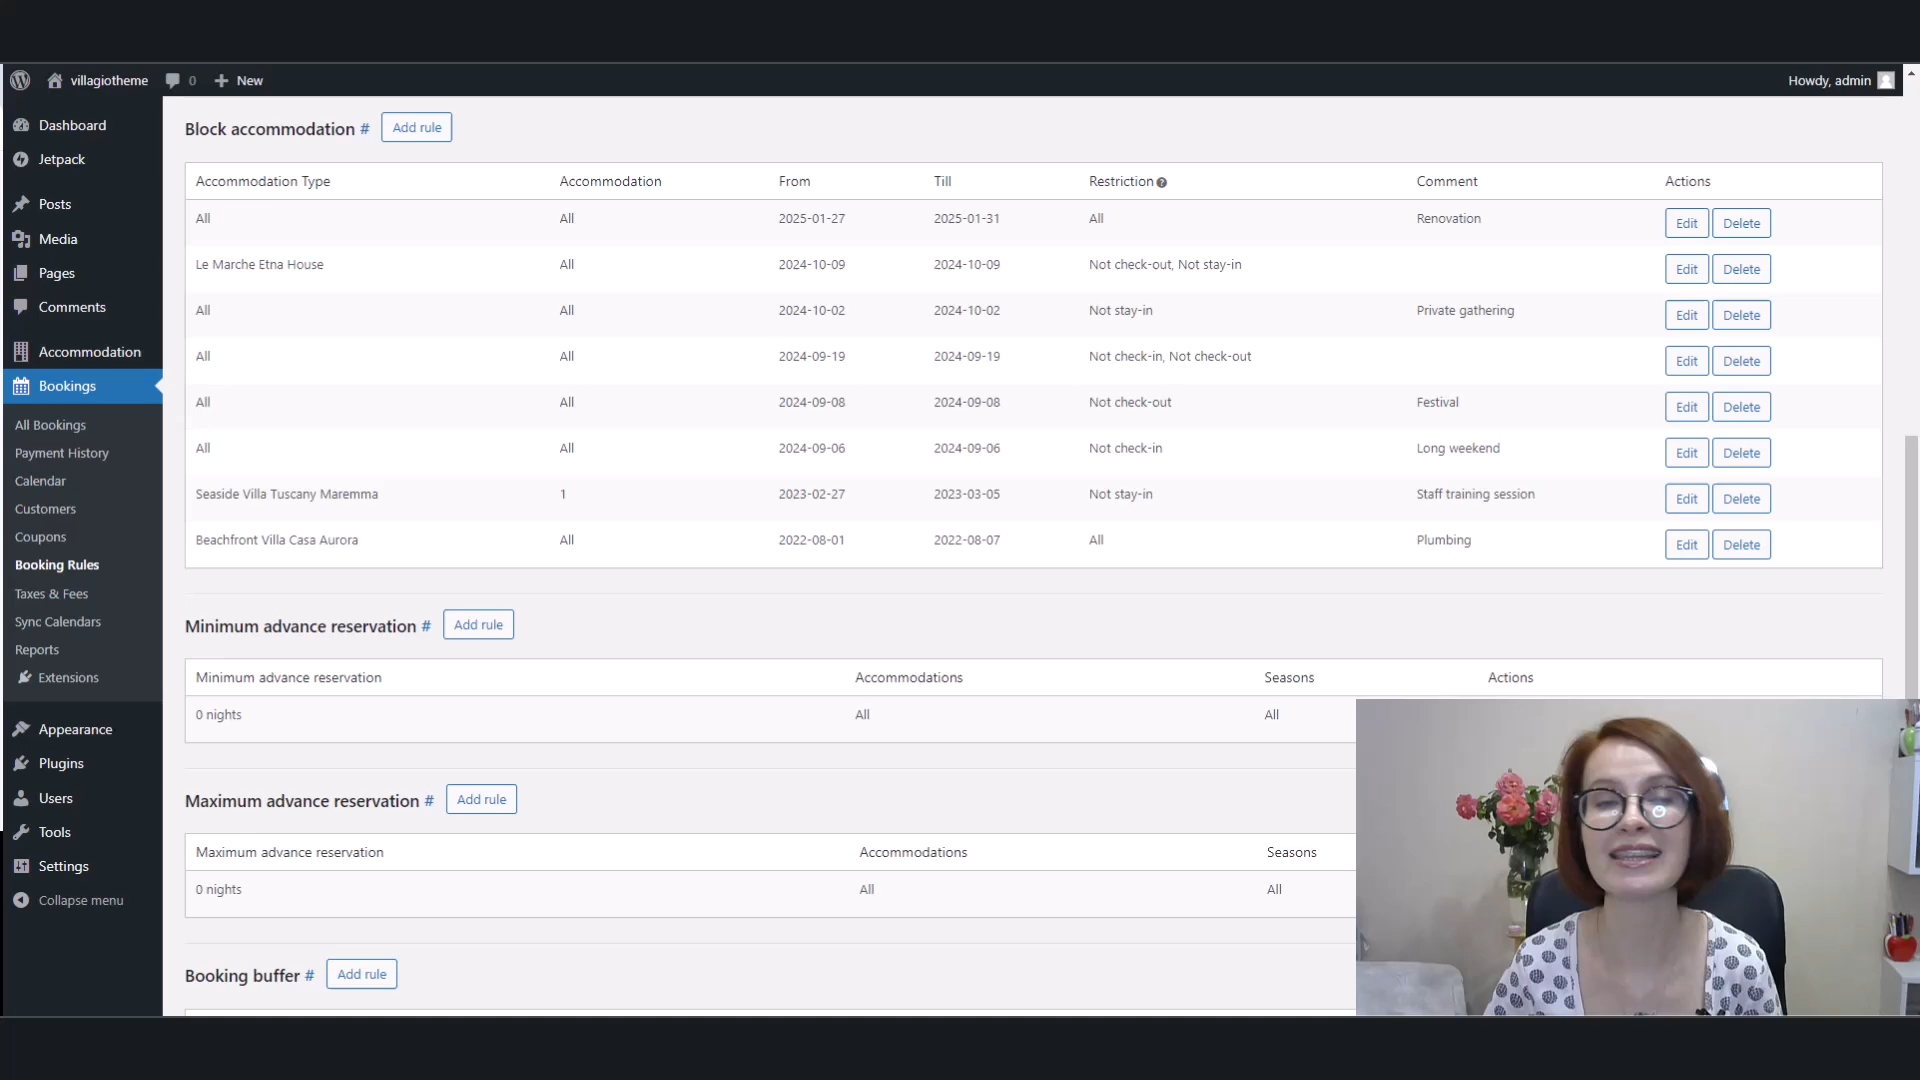 villagiotheme 0 New Howdy, admin
Dashboard
Jetpack
Posts
Media
Pages
Comments
Accommodation
Bookings
All Bookings
Payment History
Calendar
Customers
Coupons
Booking Rules
Taxes & Fees
Sync Calendars
Reports
Extensions
Appearance
Plugins
Users
Tools
Settings
Collapse menu
Block accommodation # Add rule
Accommodation Type Accommodation From Till Restriction ? Comment Actions
All All 2025-01-27 2025-01-31 All Renovation Edit Delete
Le Marche Etna House All 2024-10-09 2024-10-09 Not check-out, Not stay-in Edit Delete
All All 2024-10-02 2024-10-02 Not stay-in Private gathering Edit Delete
All All 2024-09-19 2024-09-19 Not check-in, Not check-out Edit Delete
All All 2024-09-08 2024-09-08 Not check-out Festival Edit Delete
All All 2024-09-06 2024-09-06 Not check-in Long weekend Edit Delete
Seaside Villa Tuscany Maremma 1 2023-02-27 2023-03-05 Not stay-in Staff training session Edit Delete
Beachfront Villa Casa Aurora All 2022-08-01 2022-08-07 All Plumbing Edit Delete
Minimum advance reservation # Add rule
Minimum advance reservation Accommodations Seasons Actions
0 nights All All
Maximum advance reservation # Add rule
Maximum advance reservation Accommodations Seasons
0 nights All All
Booking buffer # Add rule